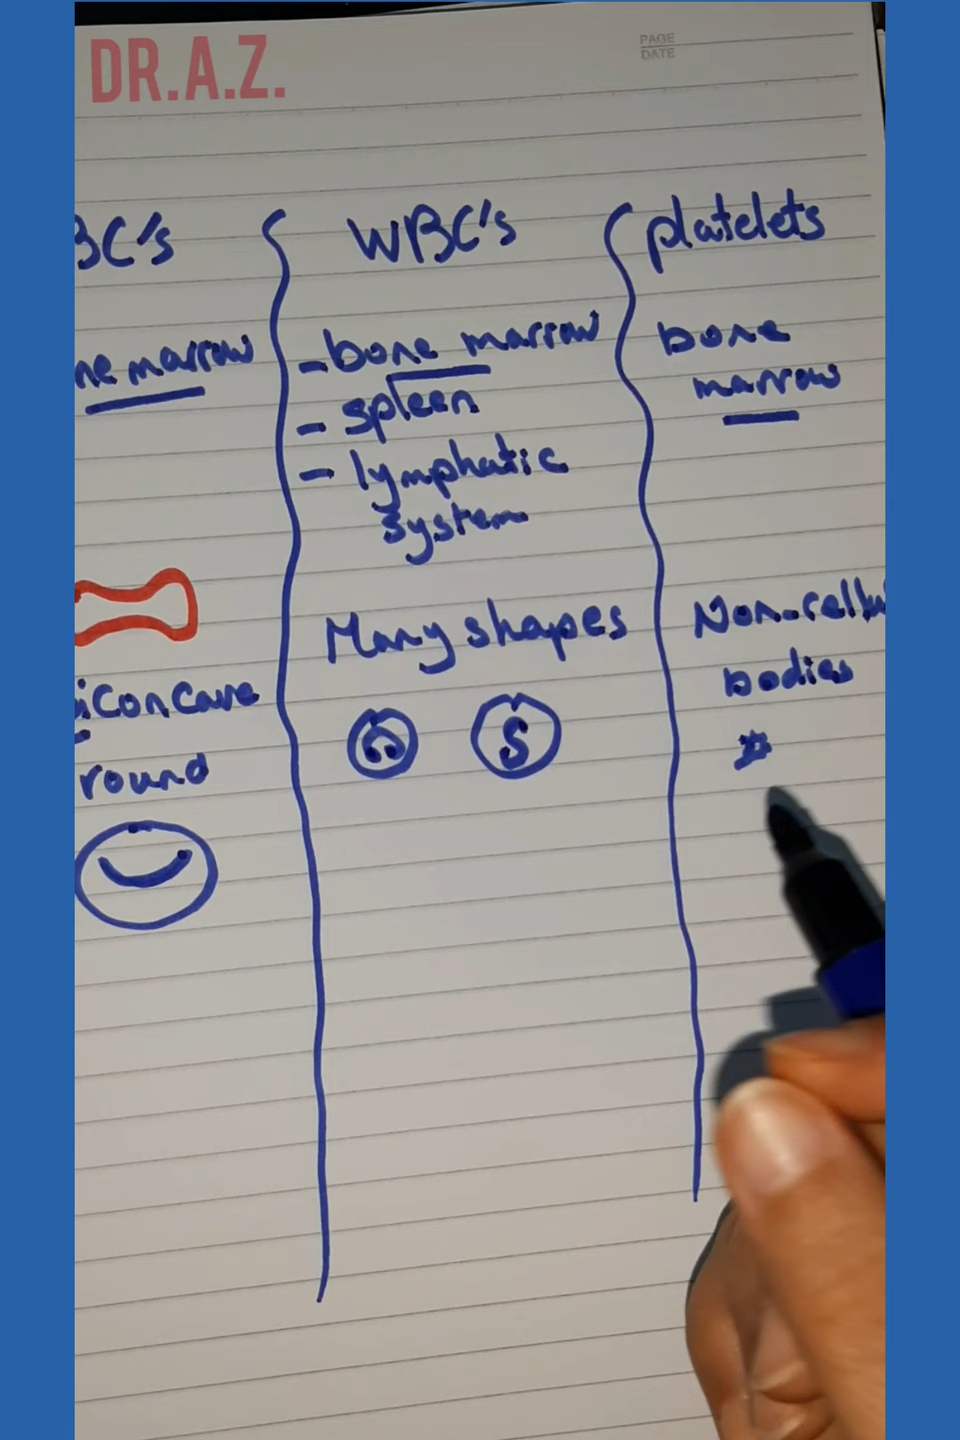 DR.A.Z.
PAGE
DATE
BC's
WBC's
platelets
ne marrow
- bone marrow
- spleen
- lymphatic
system
bone
marrow
iconcave
round
Many shapes
Non-cellu
bodies